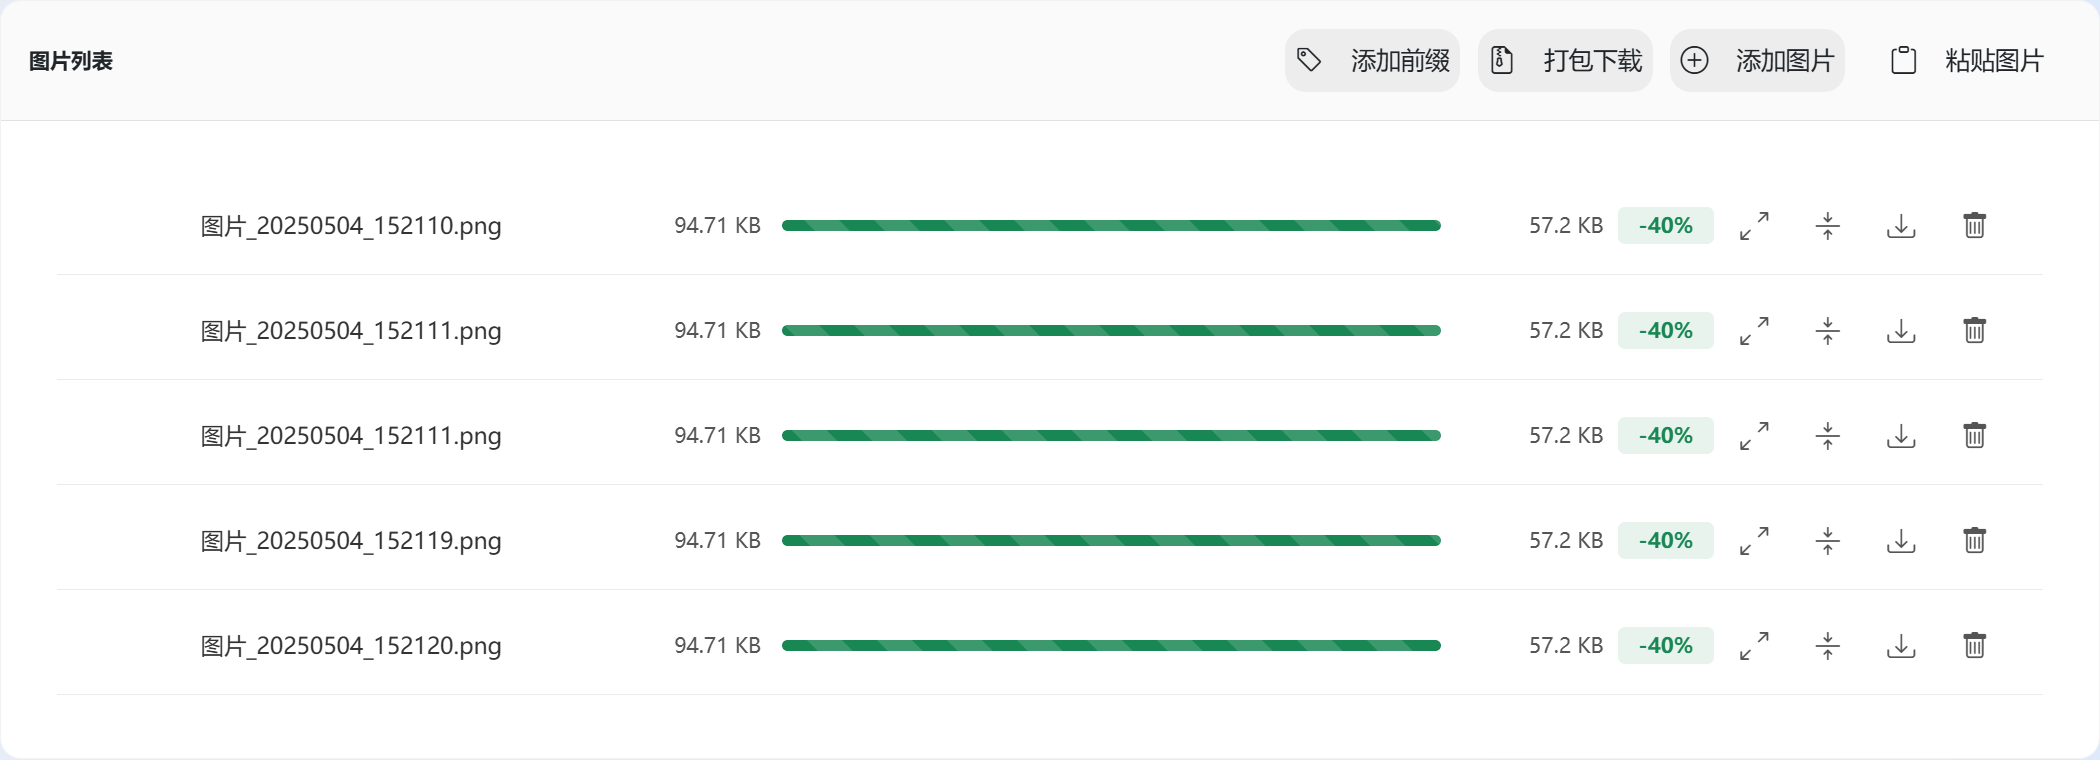 图片列表 添加前缀 打包下载 添加图片 粘贴图片
图片_20250504_152110.png 94.71 KB 57.2 KB -40%
图片_20250504_152111.png 94.71 KB 57.2 KB -40%
图片_20250504_152111.png 94.71 KB 57.2 KB -40%
图片_20250504_152119.png 94.71 KB 57.2 KB -40%
图片_20250504_152120.png 94.71 KB 57.2 KB -40%